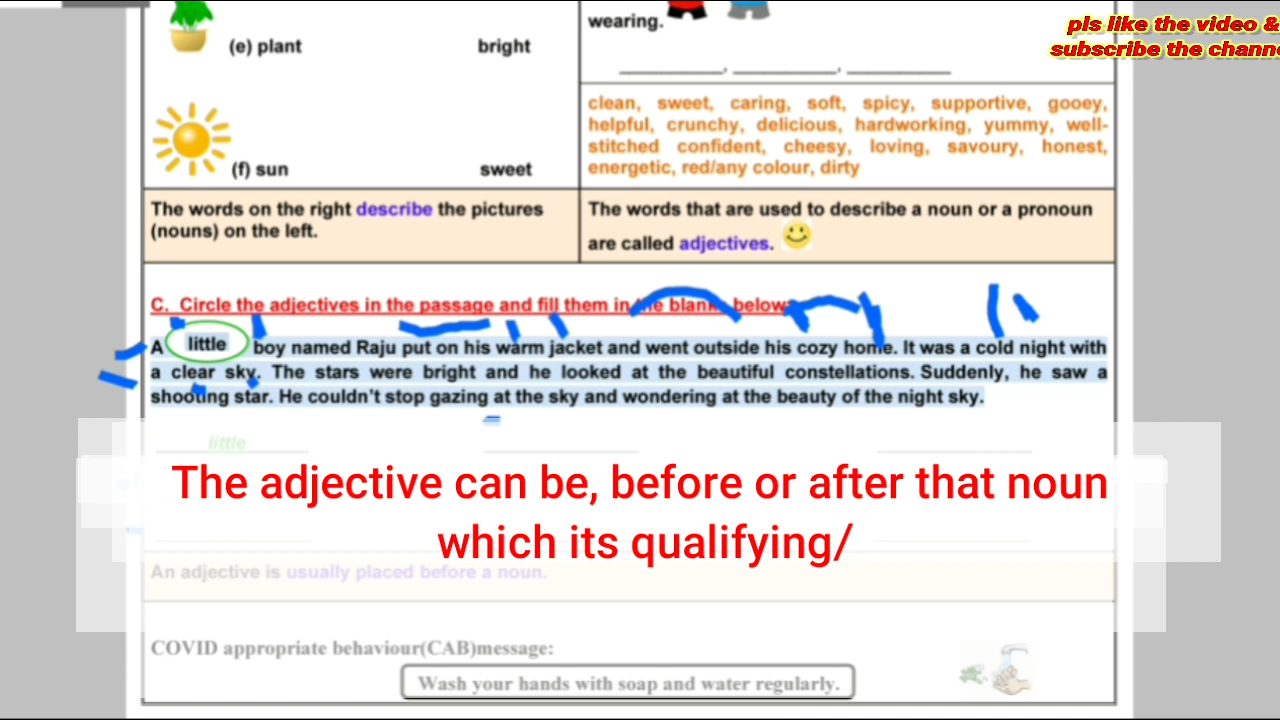 pls like the video &
subscribe the channe
wearing.
(e) plant bright
(f) sun sweet
clean, sweet, caring, soft, spicy, supportive, gooey,
helpful, crunchy, delicious, hardworking, yummy, well-
stitched confident, cheesy, loving, savoury, honest,
energetic, red/any colour, dirty
The words on the right describe the pictures
(nouns) on the left.
The words that are used to describe a noun or a pronoun
are called adjectives.
C. Circle the adjectives in the passage and fill them in the blanks below
A little boy named Raju put on his warm jacket and went outside his cozy home. It was a cold night with
a clear sky. The stars were bright and he looked at the beautiful constellations. Suddenly, he saw a
shooting star. He couldn't stop gazing at the sky and wondering at the beauty of the night sky.
little
The adjective can be, before or after that noun
which its qualifying/
An adjective is usually placed before a noun.
COVID appropriate behaviour(CAB)message:
Wash your hands with soap and water regularly.